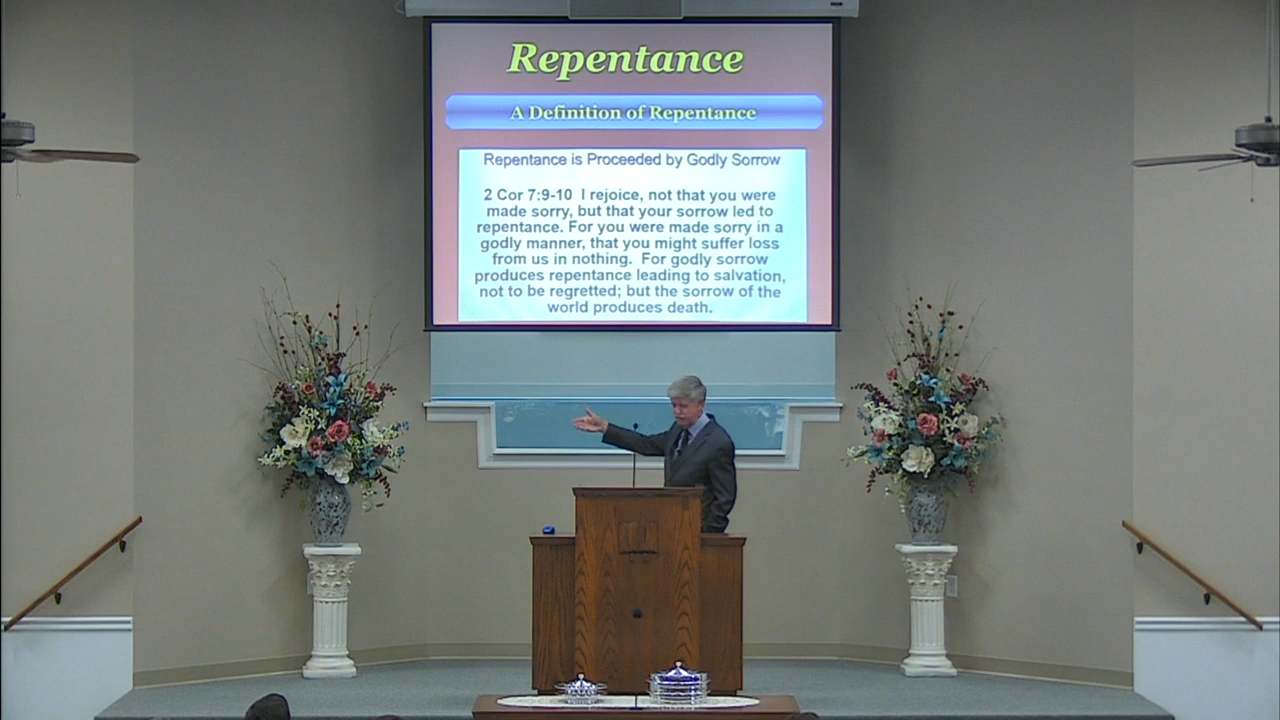 Repentance
A Definition of Repentance
Repentance is Proceeded by Godly Sorrow
2 Cor 7:9-10 I rejoice, not that you were
made sorry, but that your sorrow led to
repentance. For you were made sorry in a
godly manner, that you might suffer loss
from us in nothing. For godly sorrow
produces repentance leading to salvation,
not to be regretted; but the sorrow of the
world produces death.